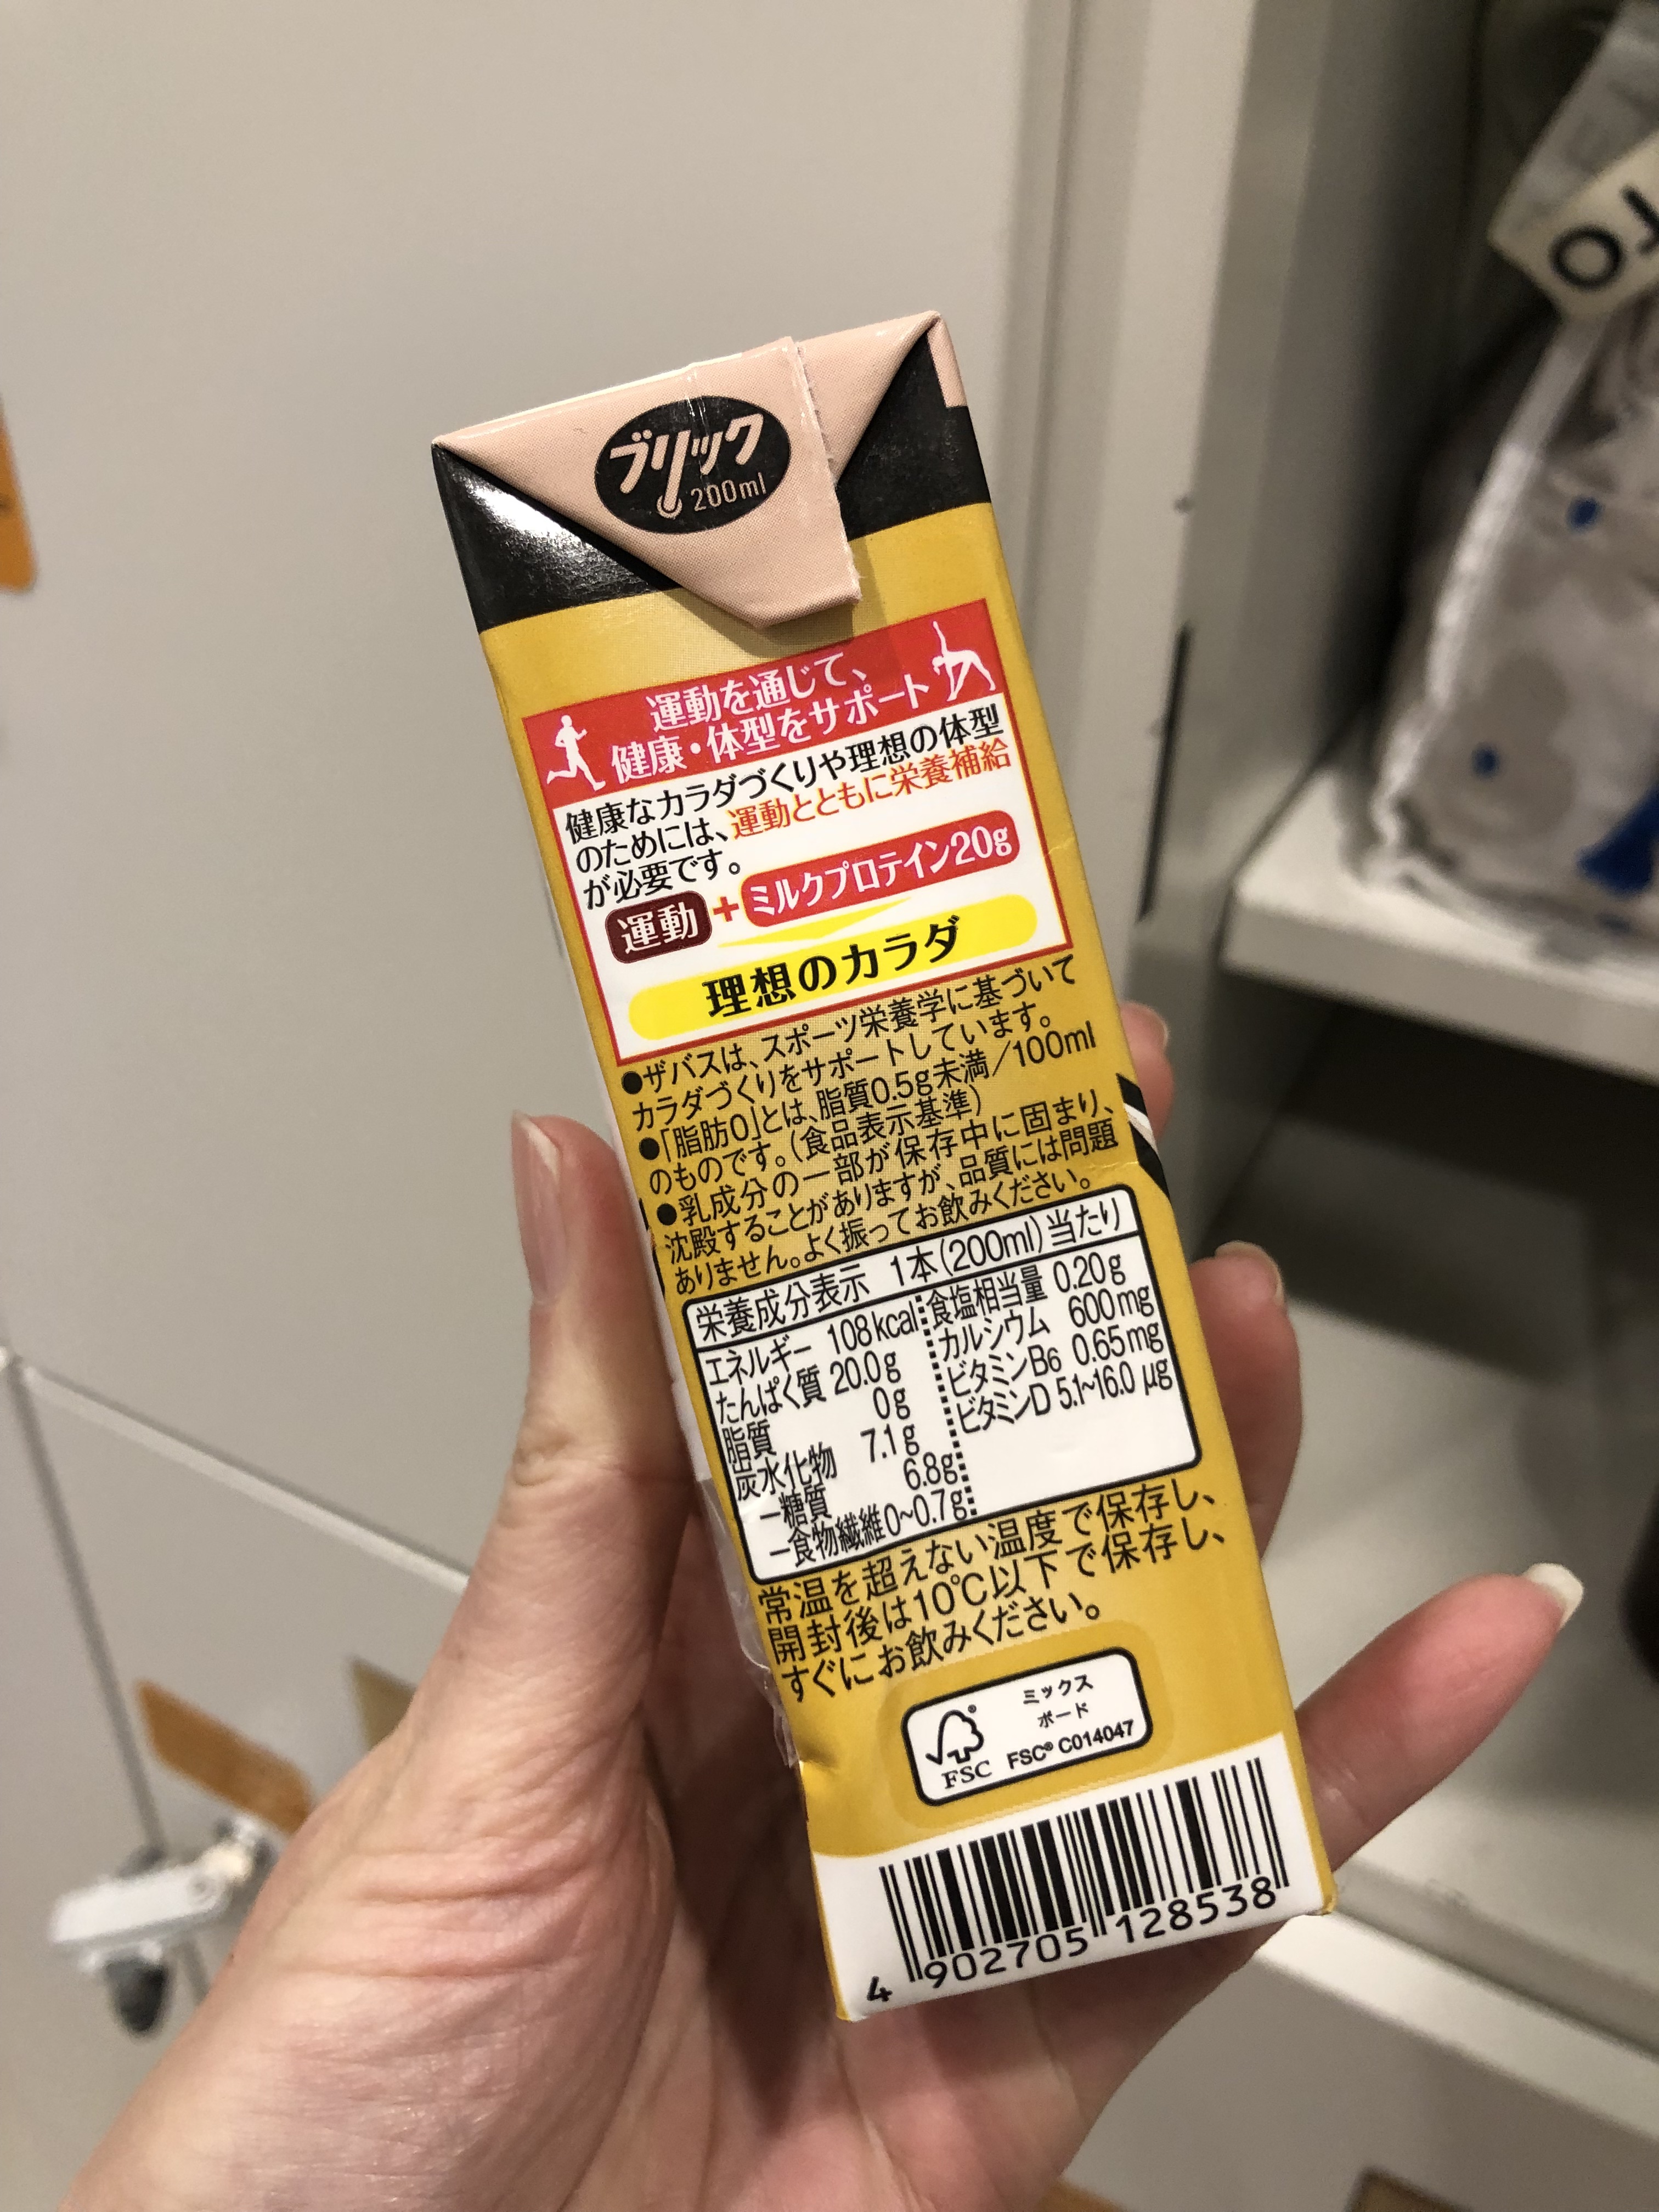 ブリック
200ml
運動を通じて、
健康・体型をサポート
健康なカラダづくりや理想の体型
のためには、運動とともに栄養補給
が必要です。
運動+ミルクプロテイン20g
理想のカラダ
●ザバスは、スポーツ栄養学に基づいて
カラダづくりをサポートしています。
●「脂肪0」とは、脂質0.5g未満/100ml
のものです。(食品表示基準)
●乳成分の一部が保存中に固まり、
沈殿することがありますが、品質には問題
ありません。よく振ってお飲みください。
栄養成分表示 1本(200ml)当たり
エネルギー 108kcal
たんぱく質 20.0g
脂質 0g
炭水化物 7.1g
−糖質 6.8g
−食物繊維 0~0.7g
食塩相当量 0.20g
カルシウム 600mg
ビタミンB6 0.65mg
ビタミンD 5.1~16.0μg
常温を超えない温度で保存し、
開封後は10℃以下で保存し、
すぐにお飲みください。
ミックス
ボード
FSC® C014047
FSC
4 902705 128538